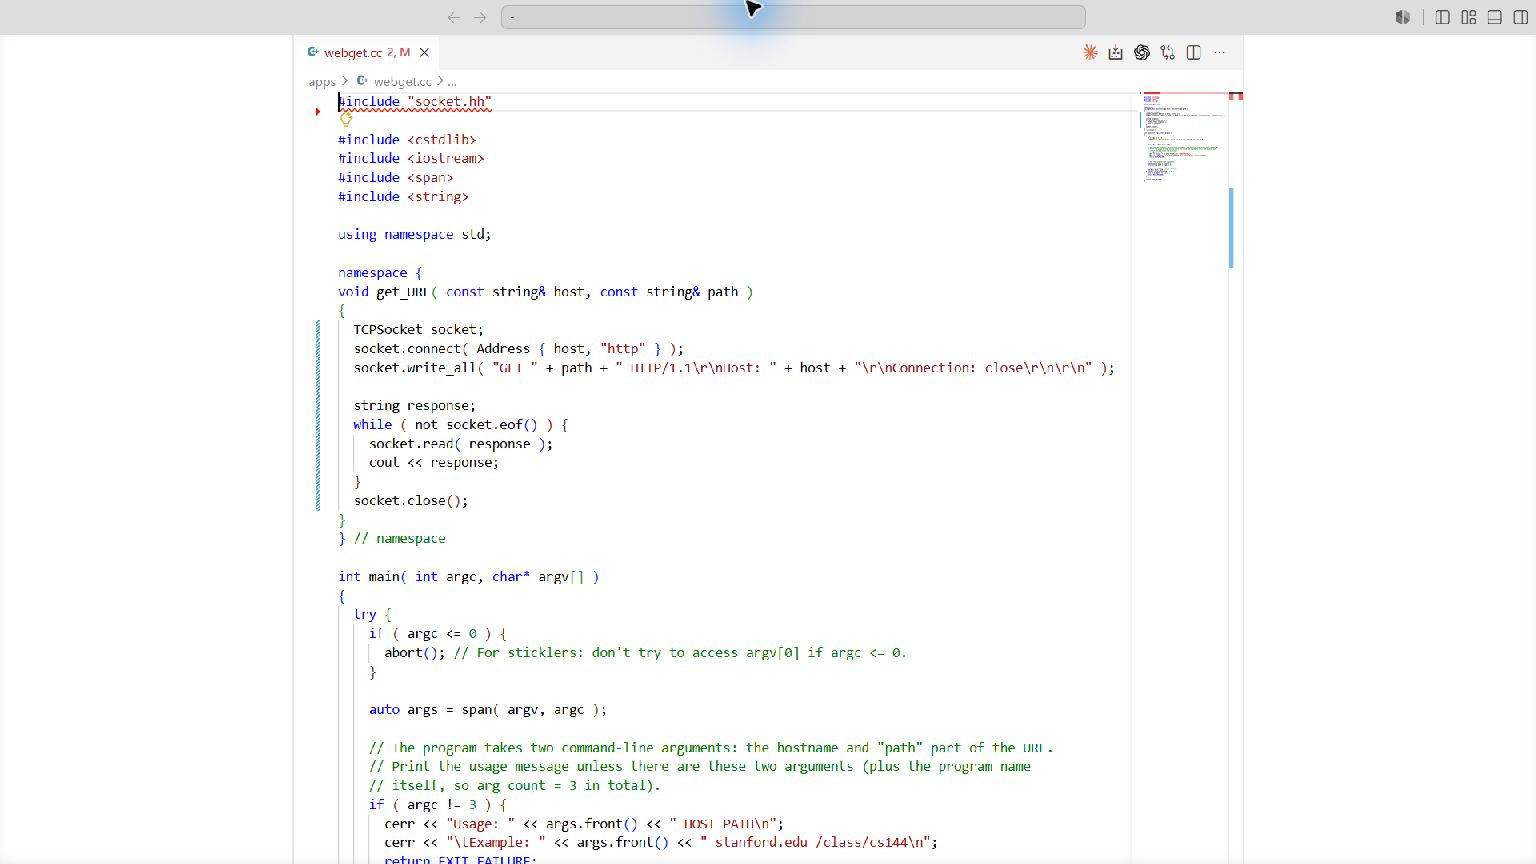 -
webget.cc 2, M
apps > webget.cc > ...
#include "socket.hh"
#include <cstdlib>
#include <iostream>
#include <span>
#include <string>
using namespace std;
namespace {
void get_URL( const string& host, const string& path )
{
TCPSocket socket;
socket.connect( Address { host, "http" } );
socket.write_all( "GET " + path + " HTTP/1.1\r\nHost: " + host + "\r\nConnection: close\r\n\r\n" );
string response;
while ( not socket.eof() ) {
socket.read( response );
cout << response;
}
socket.close();
}
} // namespace
int main( int argc, char* argv[] )
{
try {
if ( argc <= 0 ) {
abort(); // For sticklers: don't try to access argv[0] if argc <= 0.
}
auto args = span( argv, argc );
// The program takes two command-line arguments: the hostname and "path" part of the URL.
// Print the usage message unless there are these two arguments (plus the program name
// itself, so arg count = 3 in total).
if ( argc != 3 ) {
cerr << "Usage: " << args.front() << " HOST PATH\n";
cerr << "\tExample: " << args.front() << " stanford.edu /class/cs144\n";
return EXIT_FAILURE;